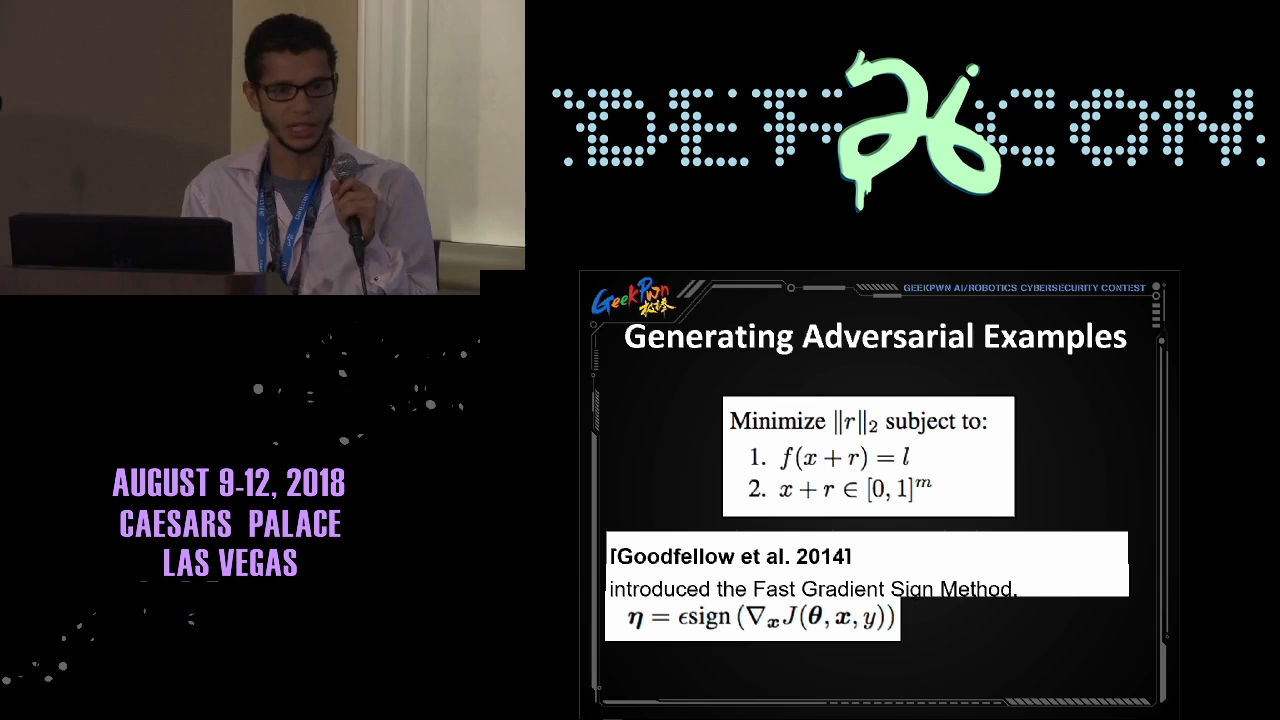 DEF CON
26
AUGUST 9-12, 2018
CAESARS PALACE
LAS VEGAS
GeekPwn
GEEKPWN AI/ROBOTICS CYBERSECURITY CONTEST
Generating Adversarial Examples
Minimize ‖r‖₂ subject to:
1. f(x + r) = l
2. x + r ∈ [0, 1]ᵐ
[Goodfellow et al. 2014]
introduced the Fast Gradient Sign Method.
η = ϵsign (∇ₓJ(θ, x, y))